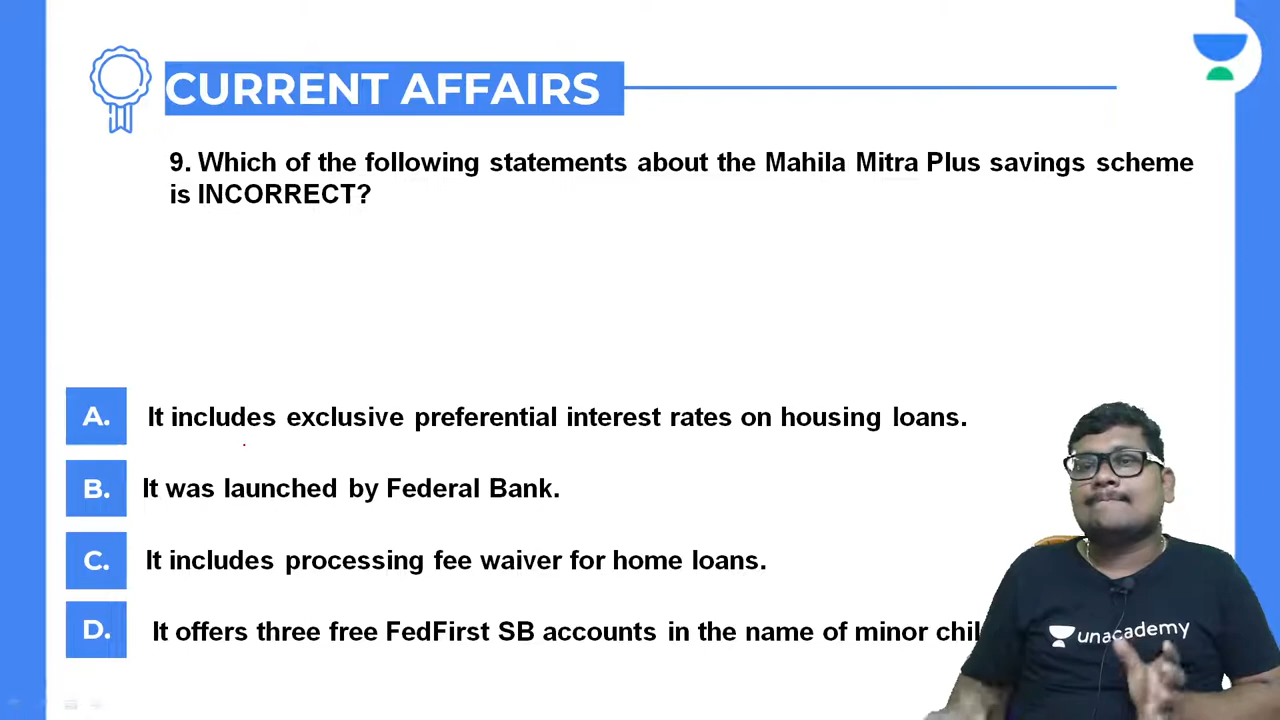 CURRENT AFFAIRS
9. Which of the following statements about the Mahila Mitra Plus savings scheme
is INCORRECT?
A. It includes exclusive preferential interest rates on housing loans.
B. It was launched by Federal Bank.
C. It includes processing fee waiver for home loans.
D. It offers three free FedFirst SB accounts in the name of minor chil
unacademy